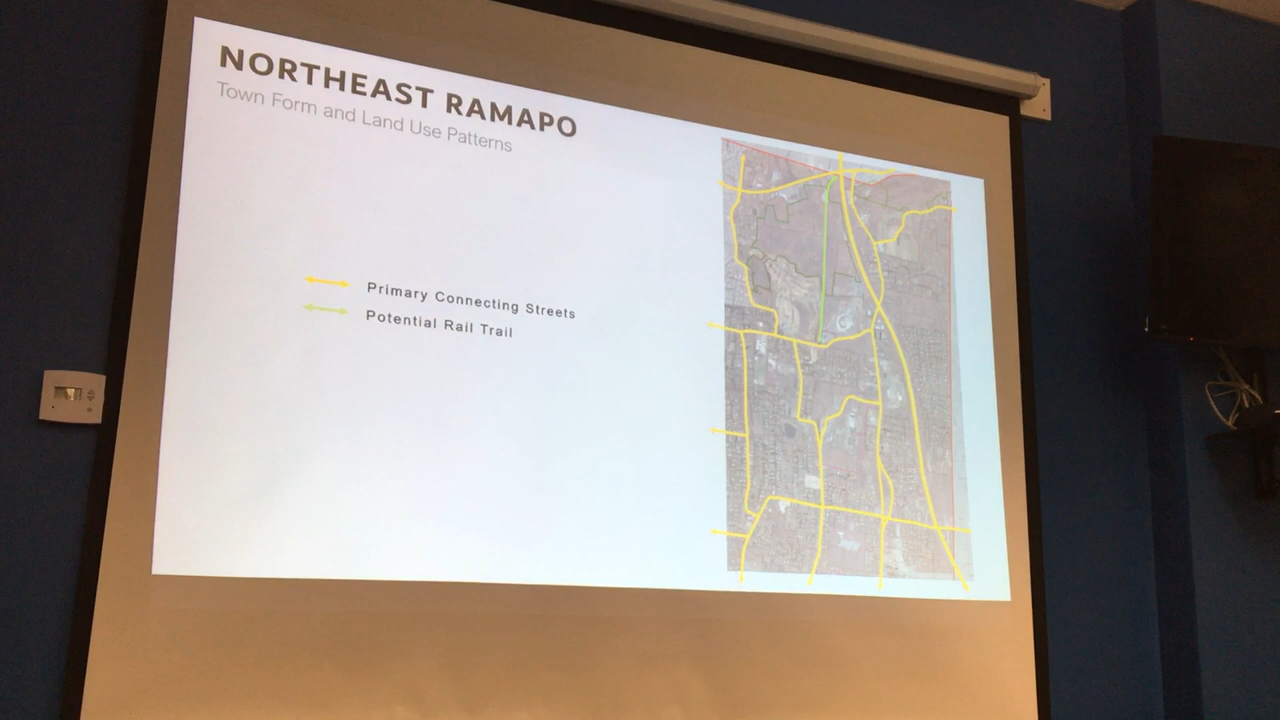 NORTHEAST RAMAPO
Town Form and Land Use Patterns
Primary Connecting Streets
Potential Rail Trail